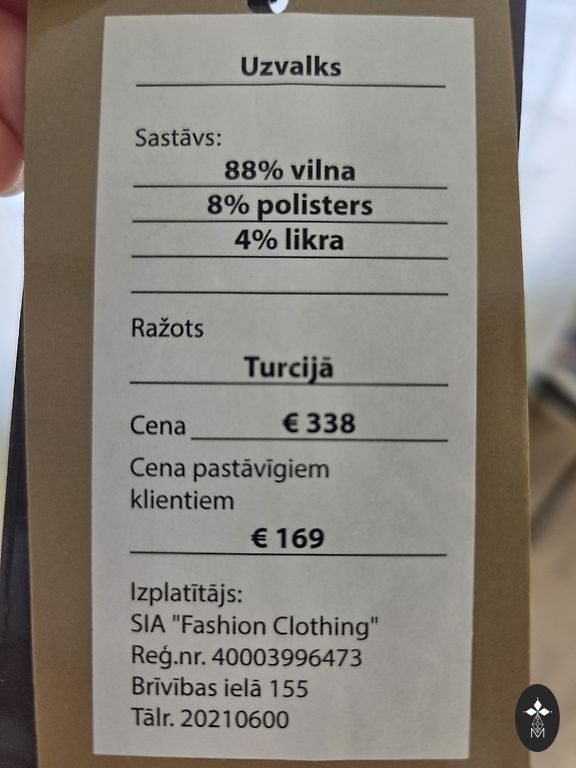 Uzvalks
Sastāvs:
88% vilna
8% polisters
4% likra
Ražots
Turcijā
Cena € 338
Cena pastāvīgiem
klientiem
€ 169
Izplatītājs:
SIA "Fashion Clothing"
Reģ.nr. 40003996473
Brīvības ielā 155
Tālr. 20210600
M